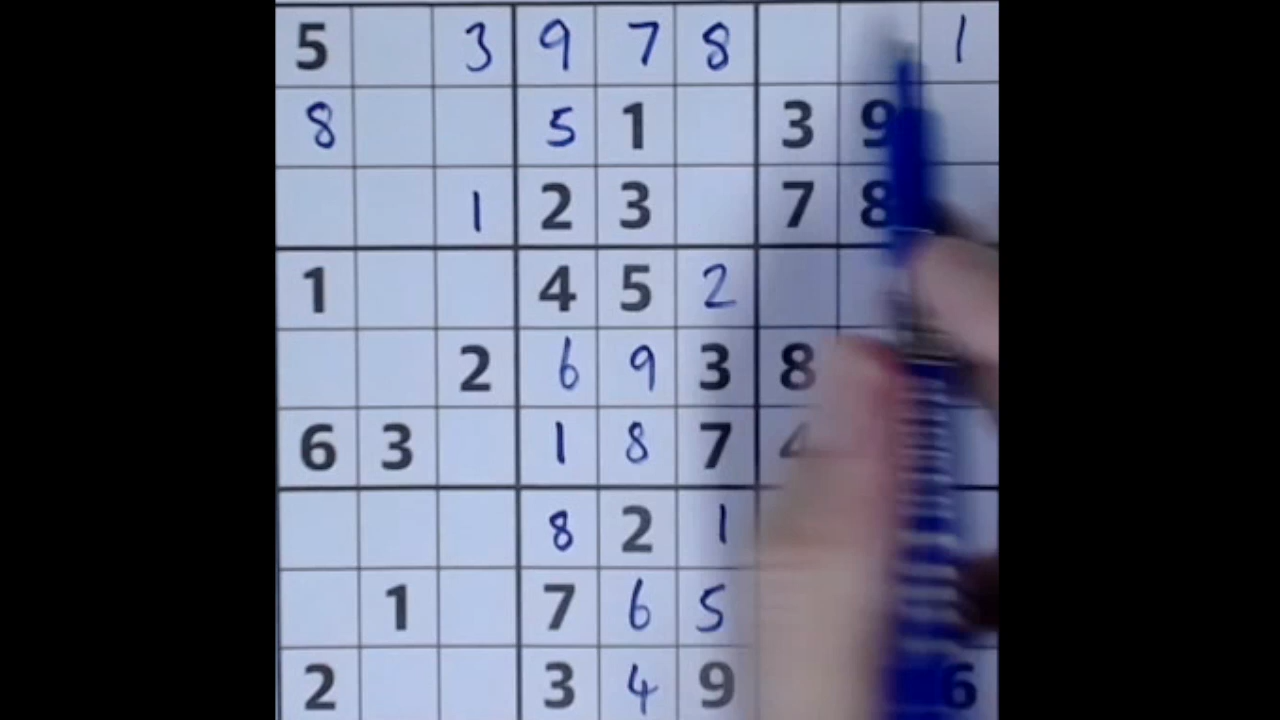 5 3 9 7 8 1
8 5 1 3 9
1 2 3 7 8
1 4 5 2
2 6 9 3 8
6 3 1 8 7 4
8 2 1
1 7 6 5
2 3 4 9 6